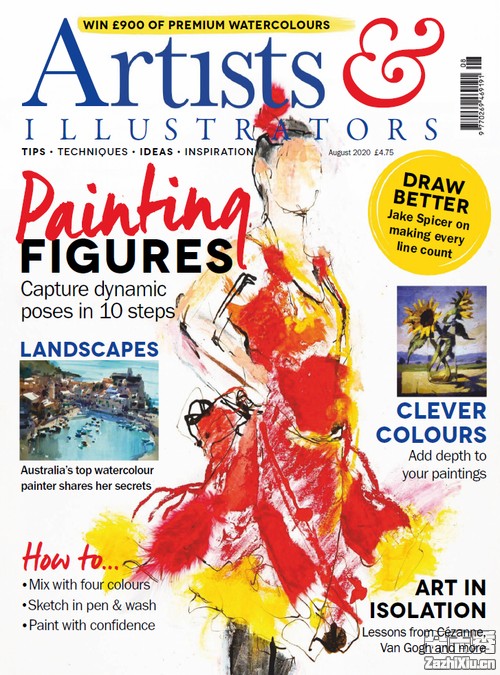 WIN £900 OF PREMIUM WATERCOLOURS
Artists &
ILLUSTRATORS
TIPS • TECHNIQUES • IDEAS • INSPIRATION
August 2020 £4.75
08
9 770269 469191
Painting
FIGURES
Capture dynamic
poses in 10 steps
DRAW
BETTER
Jake Spicer on
making every
line count
LANDSCAPES
Australia's top watercolour
painter shares her secrets
CLEVER
COLOURS
Add depth to
your paintings
How to...
• Mix with four colours
• Sketch in pen & wash
• Paint with confidence
ART IN
ISOLATION
Lessons from Cézanne,
Van Gogh and more
ZazhiXiu.cn